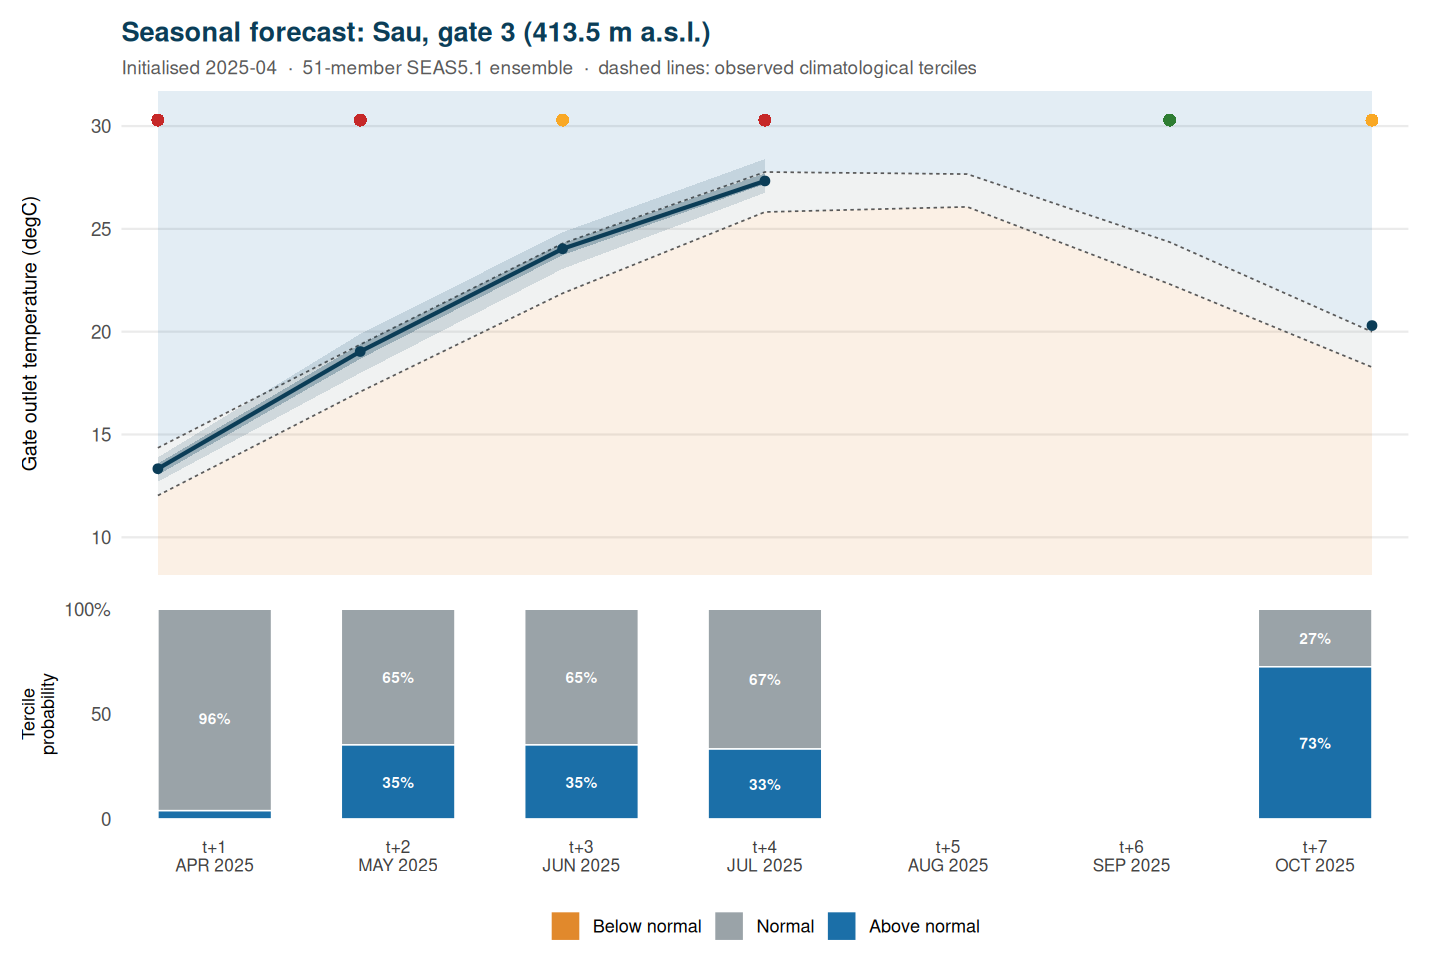 Seasonal forecast: Sau, gate 3 (413.5 m a.s.l.)
Initialised 2025-04 · 51-member SEAS5.1 ensemble · dashed lines: observed climatological terciles
Gate outlet temperature (degC)
30
25
20
15
10
Tercile
probability
100%
50
0
96%
65%
35%
65%
35%
67%
33%
27%
73%
t+1
APR 2025
t+2
MAY 2025
t+3
JUN 2025
t+4
JUL 2025
t+5
AUG 2025
t+6
SEP 2025
t+7
OCT 2025
Below normal
Normal
Above normal